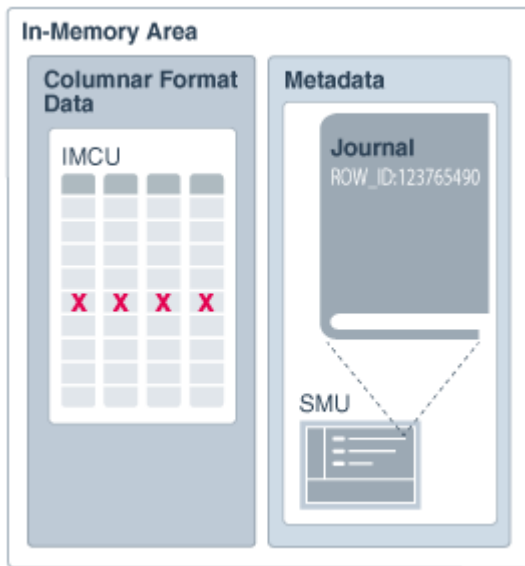 In-Memory Area
Columnar Format
Data
IMCU
X X X X
Metadata
Journal
ROW_ID:123765490
SMU